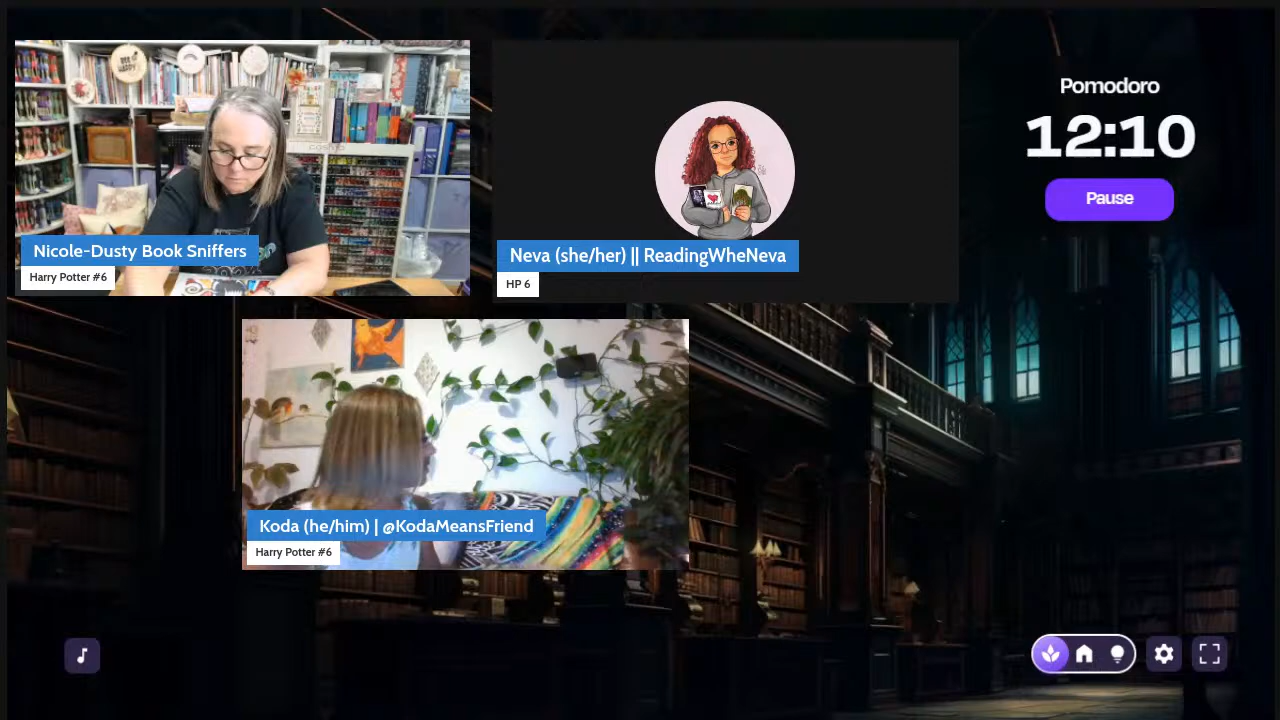 Nicole-Dusty Book Sniffers
Harry Potter #6
Neva (she/her) || ReadingWheNeva
HP 6
Pomodoro
12:10
Pause
Koda (he/him) | @KodaMeansFriend
Harry Potter #6